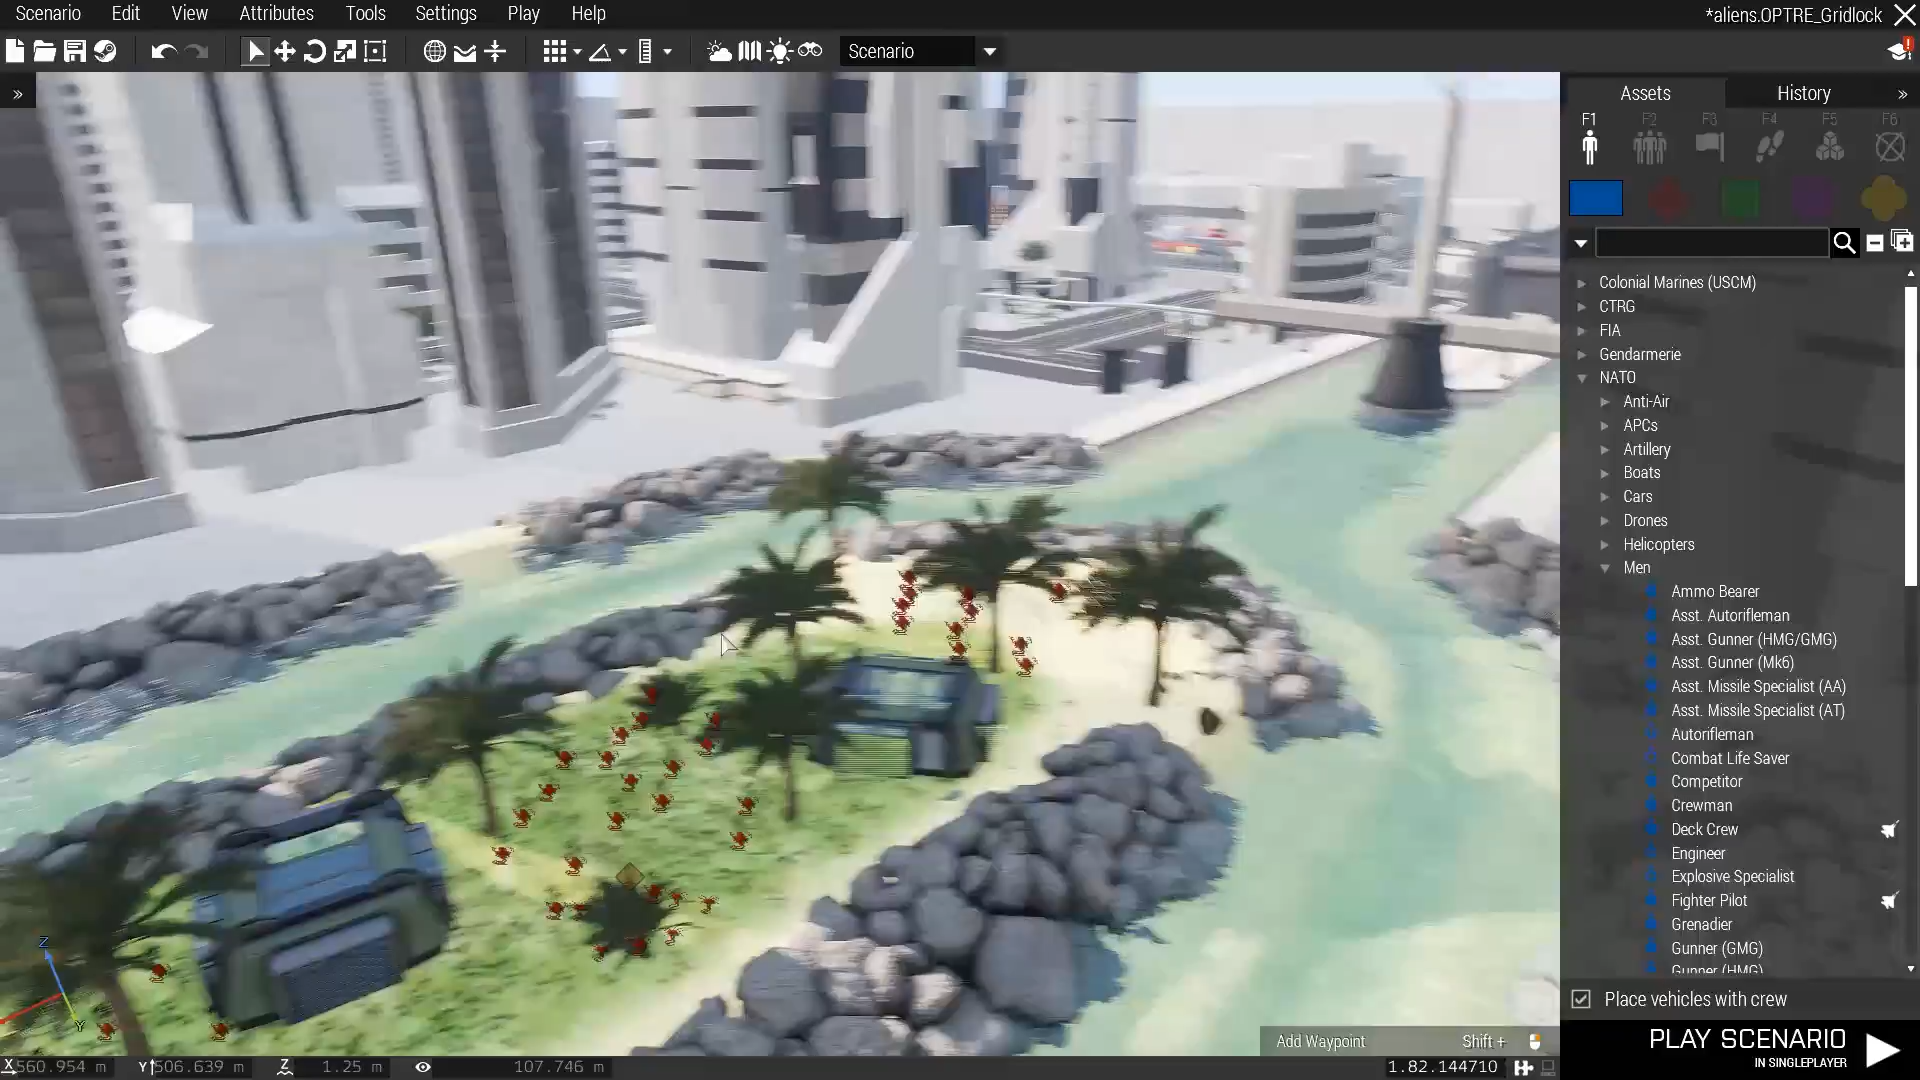 Scenario Edit View Attributes Tools Settings Play Help
*aliens.OPTRE_Gridlock
Scenario
Assets History
F1 F2 F3 F4 F5 F6
Colonial Marines (USCM)
CTRG
FIA
Gendarmerie
NATO
Anti-Air
APCs
Artillery
Boats
Cars
Drones
Helicopters
Men
Ammo Bearer
Asst. Autorifleman
Asst. Gunner (HMG/GMG)
Asst. Gunner (Mk6)
Asst. Missile Specialist (AA)
Asst. Missile Specialist (AT)
Autorifleman
Combat Life Saver
Competitor
Crewman
Deck Crew
Engineer
Explosive Specialist
Fighter Pilot
Grenadier
Gunner (GMG)
Gunner (HMG)
Place vehicles with crew
PLAY SCENARIO
IN SINGLEPLAYER
Z
Y
Add Waypoint Shift +
X 560.954 m Y 506.639 m Z 1.25 m 107.746 m 1.82.144710